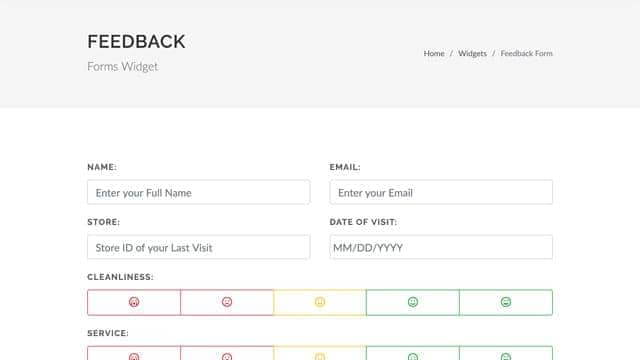 FEEDBACK
Forms Widget
Home / Widgets / Feedback Form
NAME:
EMAIL:
Enter your Full Name
Enter your Email
STORE:
DATE OF VISIT:
Store ID of your Last Visit
MM/DD/YYYY
CLEANLINESS:
SERVICE: